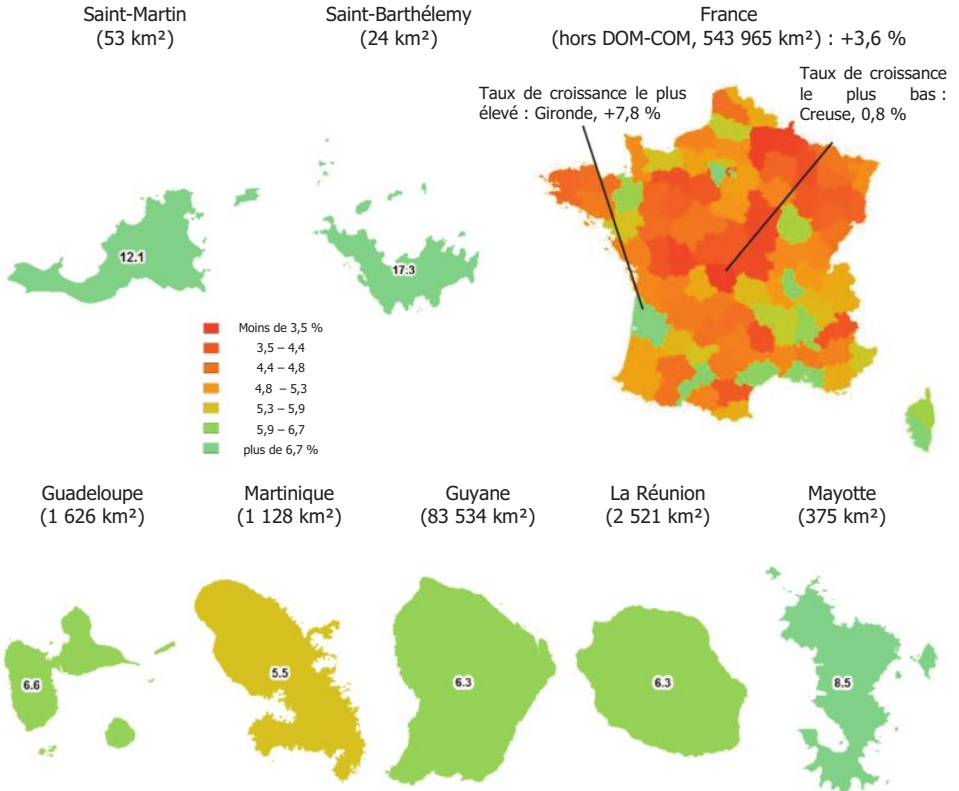 Saint-Martin
(53 km²)
Saint-Barthélemy
(24 km²)
France
(hors DOM-COM, 543 965 km²) : +3,6 %
Taux de croissance le plus
élevé : Gironde, +7,8 %
Taux de croissance
le plus bas :
Creuse, 0,8 %
12.1
17.3
Moins de 3,5 %
3,5 – 4,4
4,4 – 4,8
4,8 – 5,3
5,3 – 5,9
5,9 – 6,7
plus de 6,7 %
Guadeloupe
(1 626 km²)
Martinique
(1 128 km²)
Guyane
(83 534 km²)
La Réunion
(2 521 km²)
Mayotte
(375 km²)
6.6
5.5
6.3
6.3
8.5